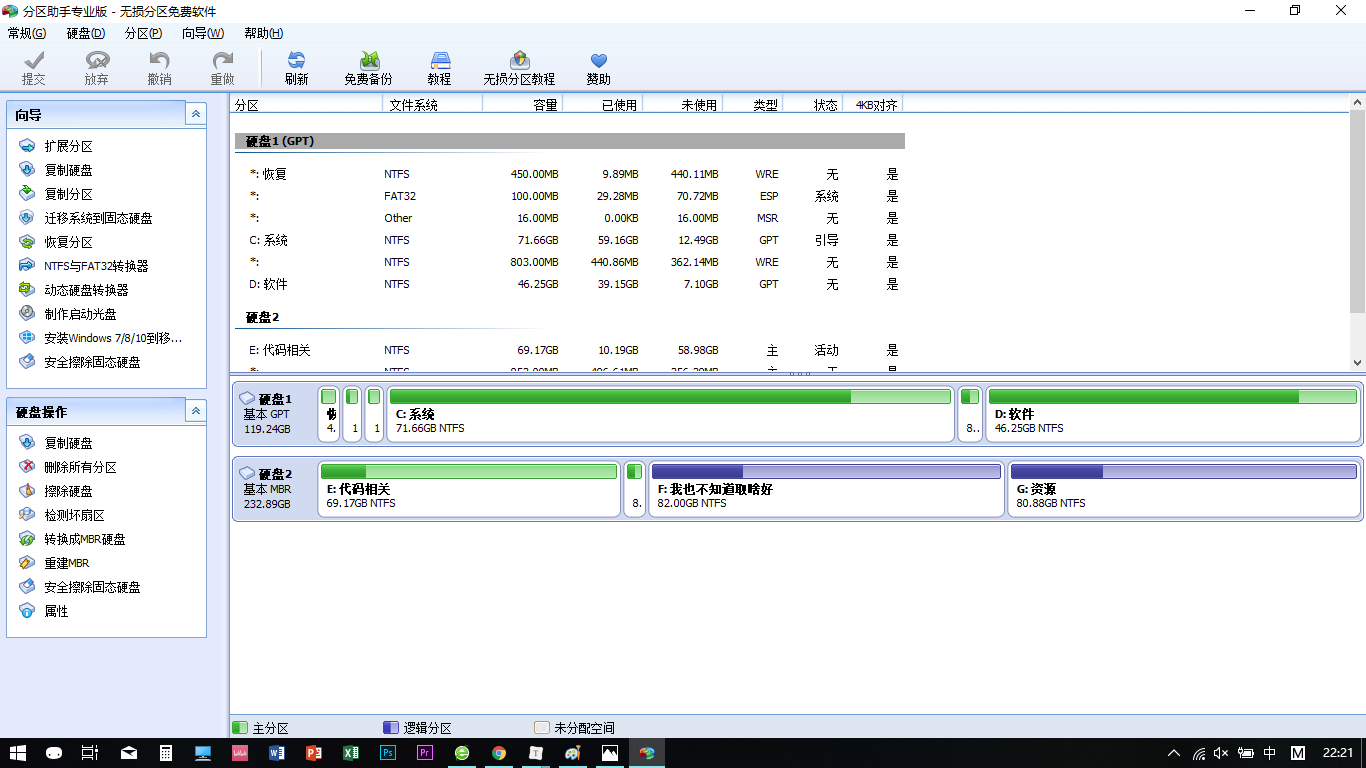 分区助手专业版 - 无损分区免费软件
常规(G) 硬盘(D) 分区(P) 向导(W) 帮助(H)
提交 放弃 撤销 重做 刷新 免费备份 教程 无损分区教程 赞助
向导
扩展分区
复制硬盘
复制分区
迁移系统到固态硬盘
恢复分区
NTFS与FAT32转换器
动态硬盘转换器
制作启动光盘
安装Windows 7/8/10到移...
安全擦除固态硬盘
硬盘操作
复制硬盘
删除所有分区
擦除硬盘
检测坏扇区
转换成MBR硬盘
重建MBR
安全擦除固态硬盘
属性
分区 文件系统 容量 已使用 未使用 类型 状态 4KB对齐
硬盘1 (GPT)
*: 恢复 NTFS 450.00MB 9.89MB 440.11MB WRE 无 是
*: FAT32 100.00MB 29.28MB 70.72MB ESP 系统 是
*: Other 16.00MB 0.00KB 16.00MB MSR 无 是
C: 系统 NTFS 71.66GB 59.16GB 12.49GB GPT 引导 是
*: NTFS 803.00MB 440.86MB 362.14MB WRE 无 是
D: 软件 NTFS 46.25GB 39.15GB 7.10GB GPT 无 是
硬盘2
E: 代码相关 NTFS 69.17GB 10.19GB 58.98GB 主 活动 是
硬盘1
基本 GPT
119.24GB
4.
1
1
C: 系统
71.66GB NTFS
8..
D: 软件
46.25GB NTFS
硬盘2
基本 MBR
232.89GB
E: 代码相关
69.17GB NTFS
8.
F: 我也不知道取啥好
82.00GB NTFS
G: 资源
80.88GB NTFS
主分区 逻辑分区 未分配空间
中 M 22:21